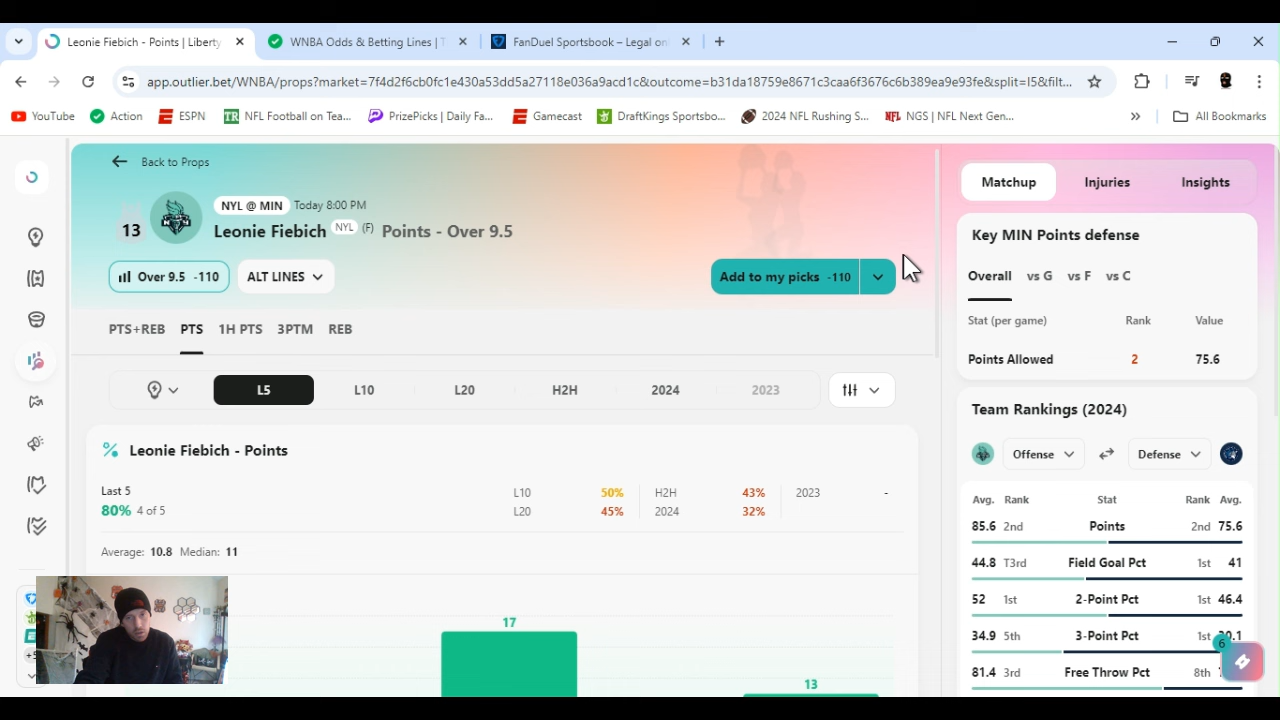 Leonie Fiebich - Points | Liberty
WNBA Odds & Betting Lines | T
FanDuel Sportsbook – Legal on
app.outlier.bet/WNBA/props?market=7f4d2f6cb0fc1e430a53dd5a27118e036a9acd1c&outcome=b31da18759e8671c3caa6f3676c6b389ea9e93fe&split=l5&filt...
YouTube
Action
ESPN
NFL Football on Tea...
PrizePicks | Daily Fa...
Gamecast
DraftKings Sportsbo...
2024 NFL Rushing S...
NGS | NFL Next Gen...
All Bookmarks
Back to Props
NYL @ MIN Today 8:00 PM
13
Leonie Fiebich NYL (F) Points - Over 9.5
Over 9.5 -110
ALT LINES
Add to my picks -110
PTS+REB PTS 1H PTS 3PTM REB
L5 L10 L20 H2H 2024 2023
Leonie Fiebich - Points
Last 5
80% 4 of 5
L10 50% H2H 43% 2023 -
L20 45% 2024 32%
Average: 10.8 Median: 11
17
13
Matchup Injuries Insights
Key MIN Points defense
Overall vs G vs F vs C
Stat (per game) Rank Value
Points Allowed 2 75.6
Team Rankings (2024)
Offense Defense
Avg. Rank Stat Rank Avg.
85.6 2nd Points 2nd 75.6
44.8 T3rd Field Goal Pct 1st 41
52 1st 2-Point Pct 1st 46.4
34.9 5th 3-Point Pct 1st
6
81.4 3rd Free Throw Pct 8th